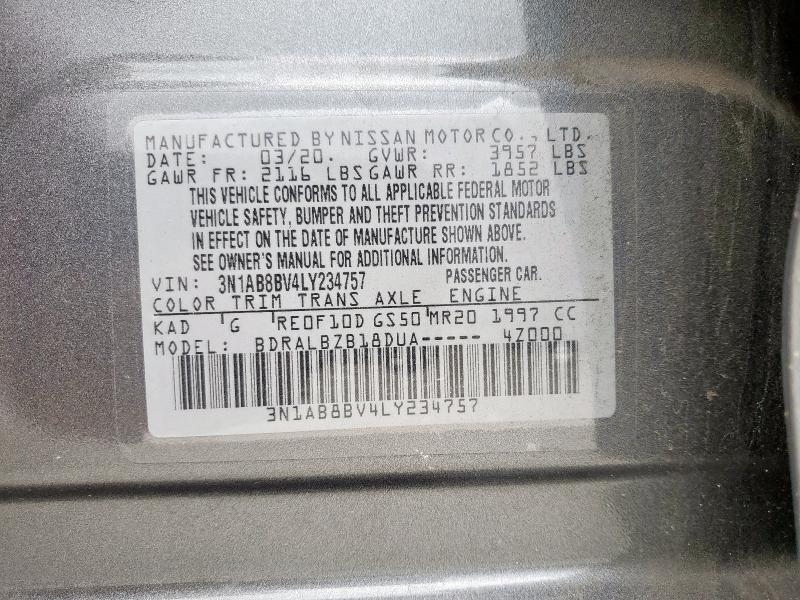 MANUFACTURED BY NISSAN MOTOR CO., LTD.
DATE: 03/20. GVWR: 3957 LBS
GAWR FR: 2116 LBS GAWR RR: 1852 LBS
THIS VEHICLE CONFORMS TO ALL APPLICABLE FEDERAL MOTOR
VEHICLE SAFETY, BUMPER AND THEFT PREVENTION STANDARDS
IN EFFECT ON THE DATE OF MANUFACTURE SHOWN ABOVE.
SEE OWNER'S MANUAL FOR ADDITIONAL INFORMATION.
VIN: 3N1AB8BV4LY234757 PASSENGER CAR.
COLOR TRIM TRANS AXLE ENGINE
KAD G RE0F10D GS50 MR20 1997 CC
MODEL: BDRALBZB18DUA----- 4Z000
3N1AB8BV4LY234757